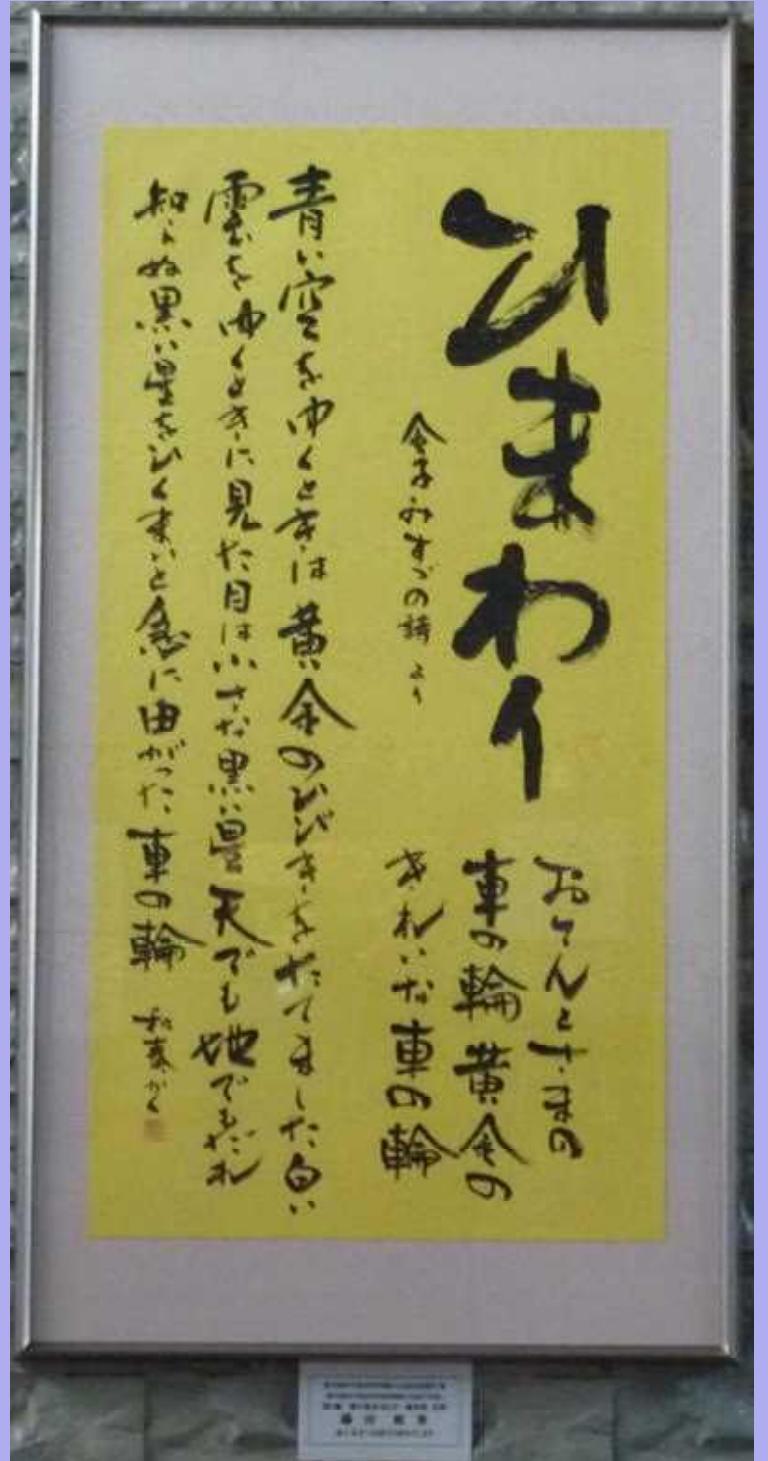 ひまわり
金子みすゞの詩より
おてんとさまの
車の輪黄金の
きれいな車の輪
青い空をゆくときは黄金のひびきをたてました白い
雲をゆくときに見た目は小さな黒い星天でも地でもだれ
知らぬ黒い星をひくまいと急に曲がった車の輪